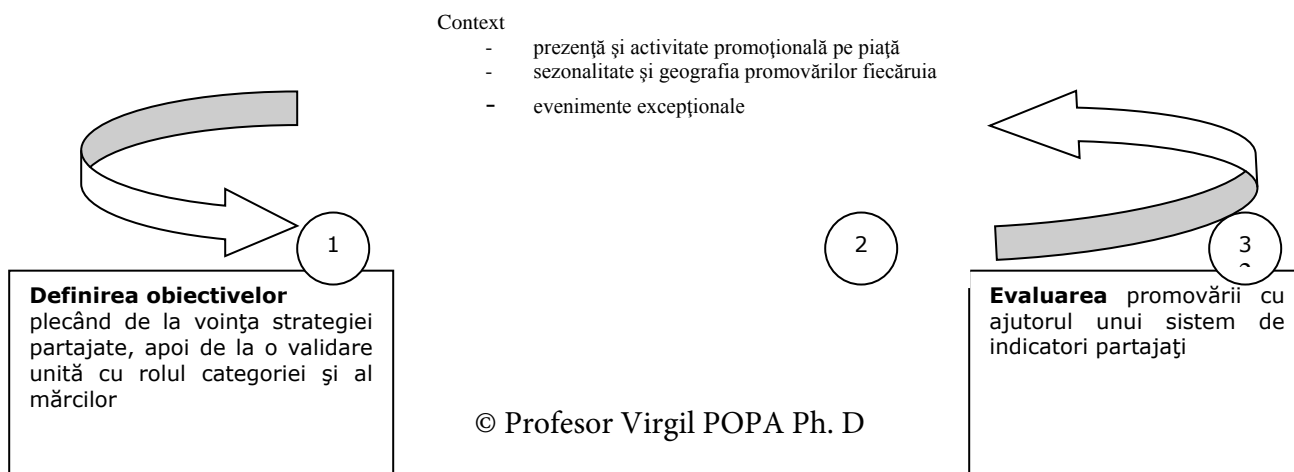 Context
- prezenţă şi activitate promoţională pe piaţă
- sezonalitate şi geografia promovărilor fiecăruia
- evenimente excepţionale
1
2
3
Definirea obiectivelor
plecând de la voinţa strategiei
partajate, apoi de la o validare
unită cu rolul categoriei şi al
mărcilor
Evaluarea promovării cu
ajutorul unui sistem de
indicatori partajaţi
© Profesor Virgil POPA Ph. D